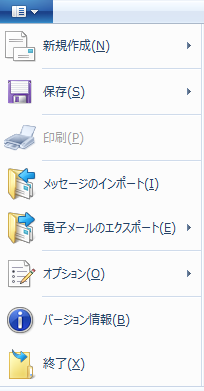 新規作成(N)
保存(S)
印刷(P)
メッセージのインポート(I)
電子メールのエクスポート(E)
オプション(O)
バージョン情報(B)
終了(X)